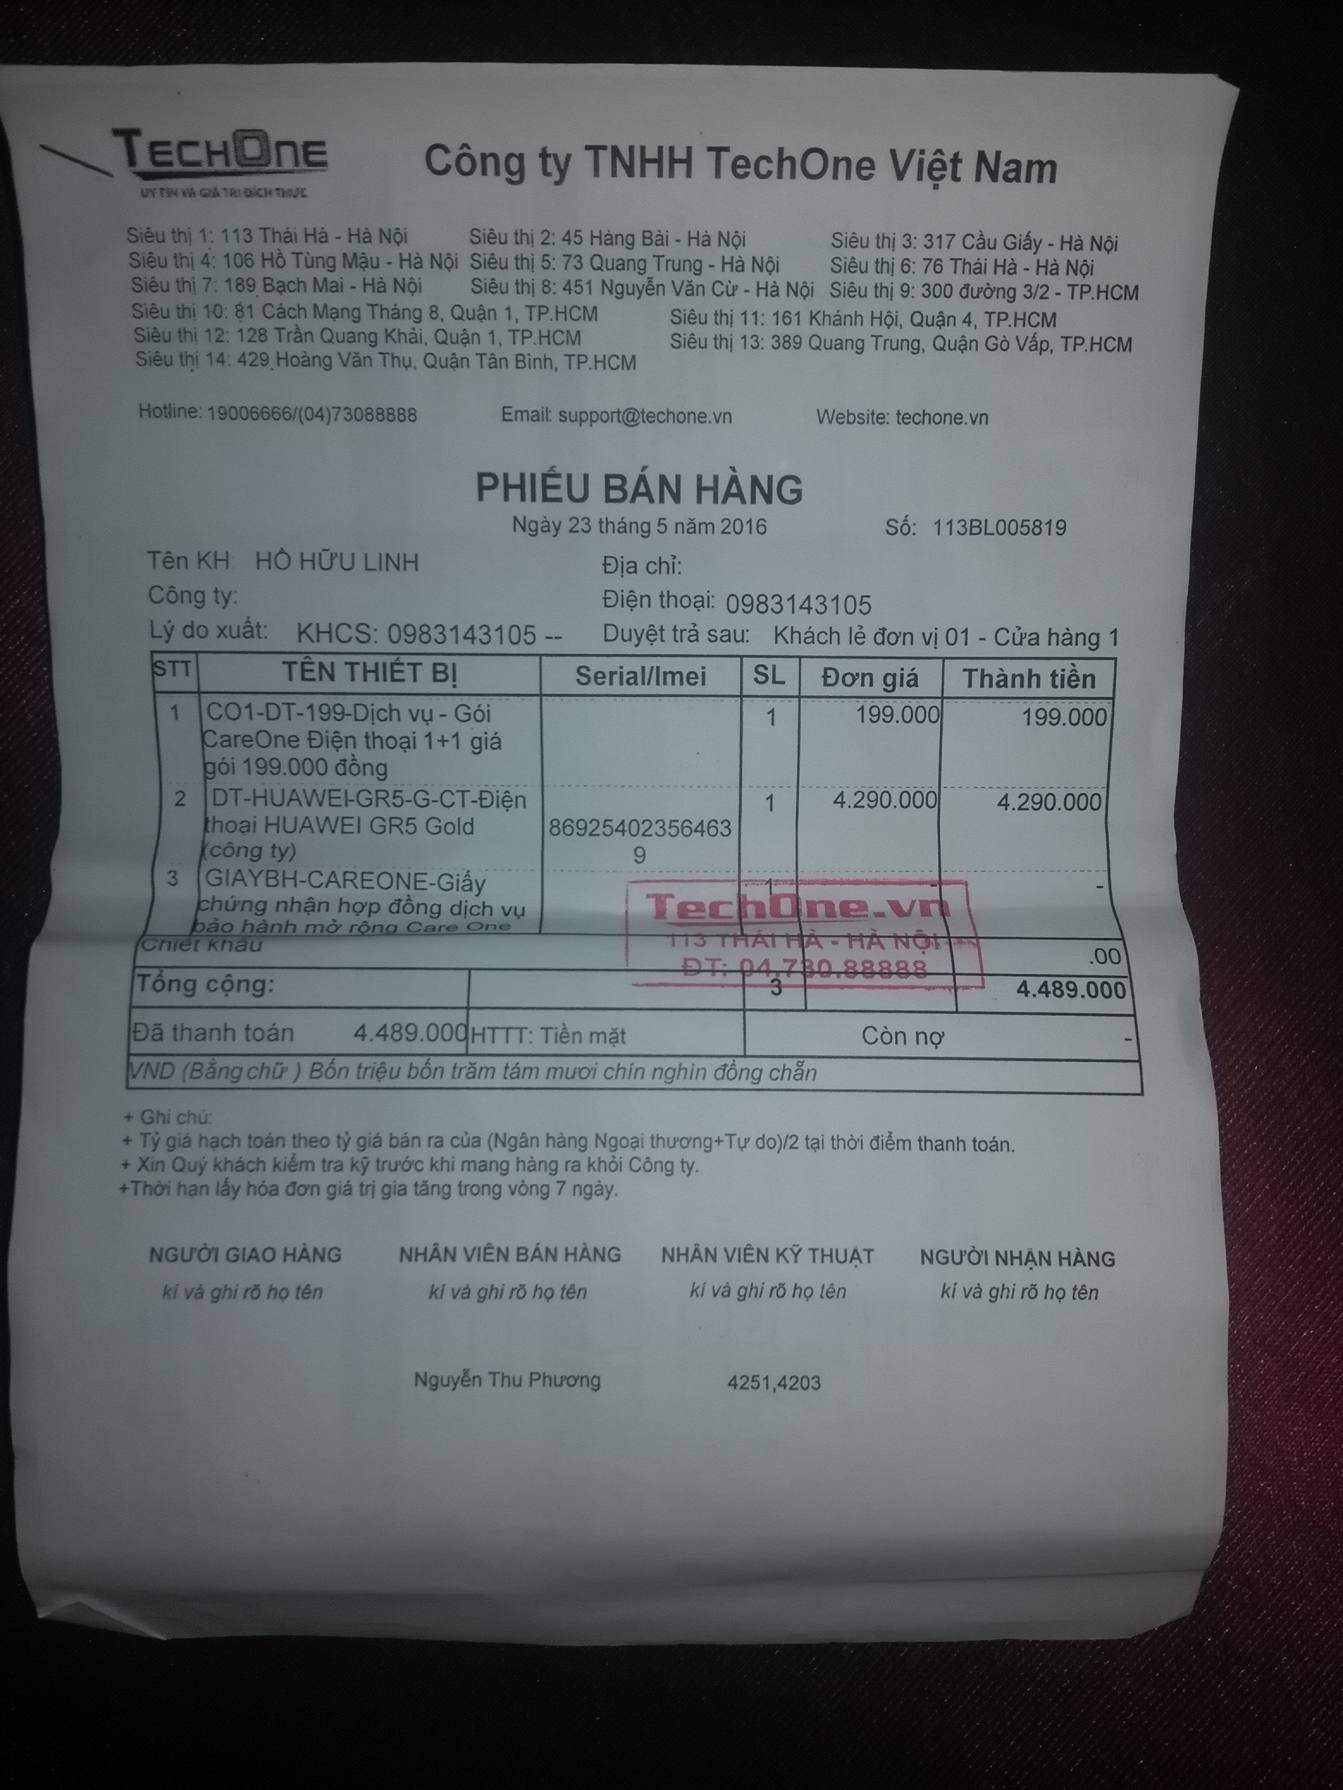 TECHONE
UY TÍN VÀ GIÁ TRỊ ĐÍCH THỰC
Công ty TNHH TechOne Việt Nam
Siêu thị 1: 113 Thái Hà - Hà Nội Siêu thị 2: 45 Hàng Bài - Hà Nội Siêu thị 3: 317 Cầu Giấy - Hà Nội
Siêu thị 4: 106 Hồ Tùng Mậu - Hà Nội Siêu thị 5: 73 Quang Trung - Hà Nội Siêu thị 6: 76 Thái Hà - Hà Nội
Siêu thị 7: 189 Bạch Mai - Hà Nội Siêu thị 8: 451 Nguyễn Văn Cừ - Hà Nội Siêu thị 9: 300 đường 3/2 - TP.HCM
Siêu thị 10: 81 Cách Mạng Tháng 8, Quận 1, TP.HCM Siêu thị 11: 161 Khánh Hội, Quận 4, TP.HCM
Siêu thị 12: 128 Trần Quang Khải, Quận 1, TP.HCM Siêu thị 13: 389 Quang Trung, Quận Gò Vấp, TP.HCM
Siêu thị 14: 429 Hoàng Văn Thụ, Quận Tân Bình, TP.HCM
Hotline: 19006666/(04)73088888 Email: support@techone.vn Website: techone.vn
PHIẾU BÁN HÀNG
Ngày 23 tháng 5 năm 2016 Số: 113BL005819
Tên KH HỒ HỮU LINH Địa chỉ:
Công ty: Điện thoại: 0983143105
Lý do xuất: KHCS: 0983143105 -- Duyệt trả sau: Khách lẻ đơn vị 01 - Cửa hàng 1
STT TÊN THIẾT BỊ Serial/Imei SL Đơn giá Thành tiền
1 CO1-DT-199-Dịch vụ - Gói 1 199.000 199.000
CareOne Điện thoại 1+1 giá
gói 199.000 đồng
2 DT-HUAWEI-GR5-G-CT-Điện 1 4.290.000 4.290.000
thoại HUAWEI GR5 Gold 86925402356463
(công ty) 9
3 GIAYBH-CAREONE-Giấy 1 - -
chứng nhận hợp đồng dịch vụ
bảo hành mở rộng Care One
TechOne.vn
113 THÁI HÀ - HÀ NỘI
ĐT: 04.730.88888
Chiết khấu .00
Tổng cộng: 3 4.489.000
Đã thanh toán 4.489.000 HTTT: Tiền mặt Còn nợ -
VND (Bằng chữ ) Bốn triệu bốn trăm tám mươi chín nghìn đồng chẵn
+ Ghi chú:
+ Tỷ giá hạch toán theo tỷ giá bán ra của (Ngân hàng Ngoại thương+Tự do)/2 tại thời điểm thanh toán.
+ Xin Quý khách kiểm tra kỹ trước khi mang hàng ra khỏi Công ty.
+Thời hạn lấy hóa đơn giá trị gia tăng trong vòng 7 ngày.
NGƯỜI GIAO HÀNG NHÂN VIÊN BÁN HÀNG NHÂN VIÊN KỸ THUẬT NGƯỜI NHẬN HÀNG
kí và ghi rõ họ tên kí và ghi rõ họ tên kí và ghi rõ họ tên kí và ghi rõ họ tên
Nguyễn Thu Phương 4251,4203